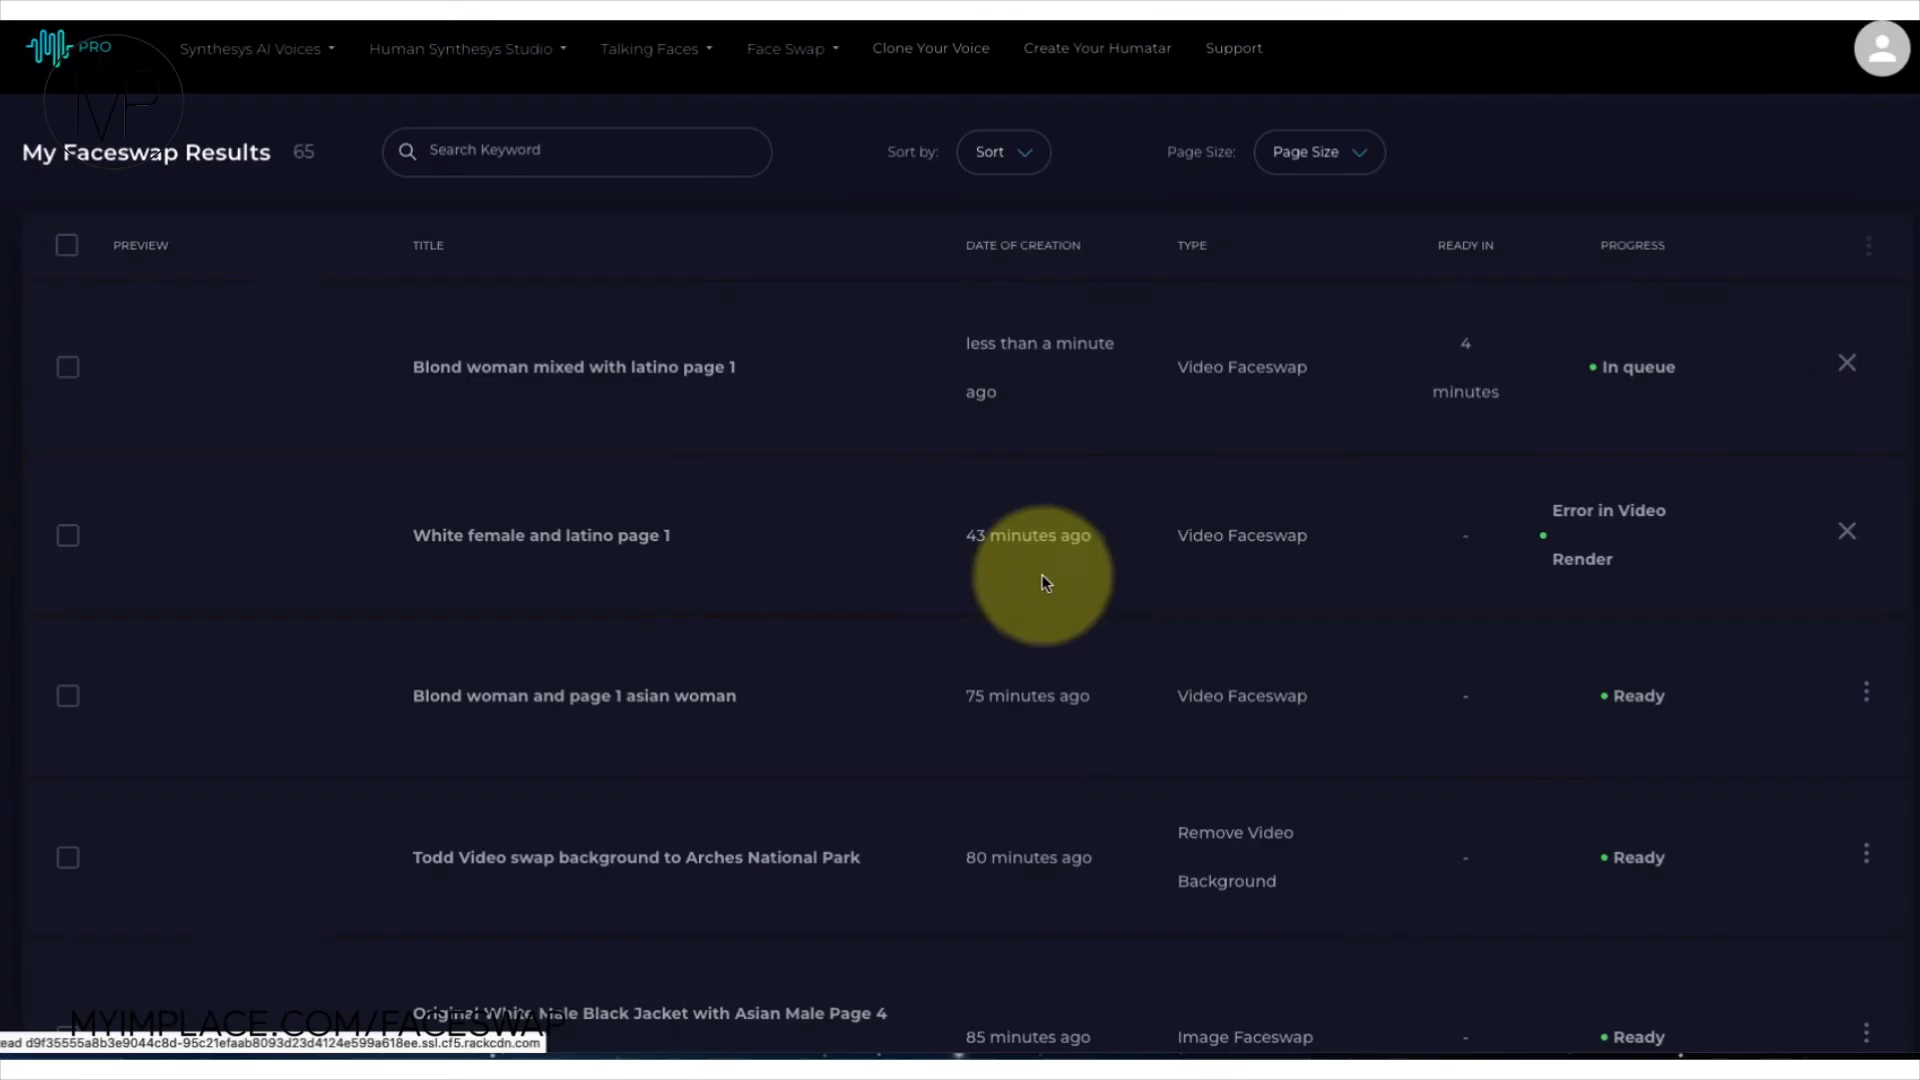 PRO
Synthesys AI Voices
Human Synthesys Studio
Talking Faces
Face Swap
Clone Your Voice
Create Your Humatar
Support
MP
My Faceswap Results 65
Search Keyword
Sort by:
Sort
Page Size:
Page Size
PREVIEW
TITLE
DATE OF CREATION
TYPE
READY IN
PROGRESS
Blond woman mixed with latino page 1
less than a minute
ago
Video Faceswap
4
minutes
In queue
White female and latino page 1
43 minutes ago
Video Faceswap
-
Error in Video
Render
Blond woman and page 1 asian woman
75 minutes ago
Video Faceswap
-
Ready
Todd Video swap background to Arches National Park
80 minutes ago
Remove Video
Background
-
Ready
Original White Male Black Jacket with Asian Male Page 4
85 minutes ago
Image Faceswap
-
Ready
MYIMPLACE.COM/FACESWAP
ead d9f35555a8b3e9044c8d-95c21efaab8093d23d4124e599a618ee.ssl.cf5.rackcdn.com